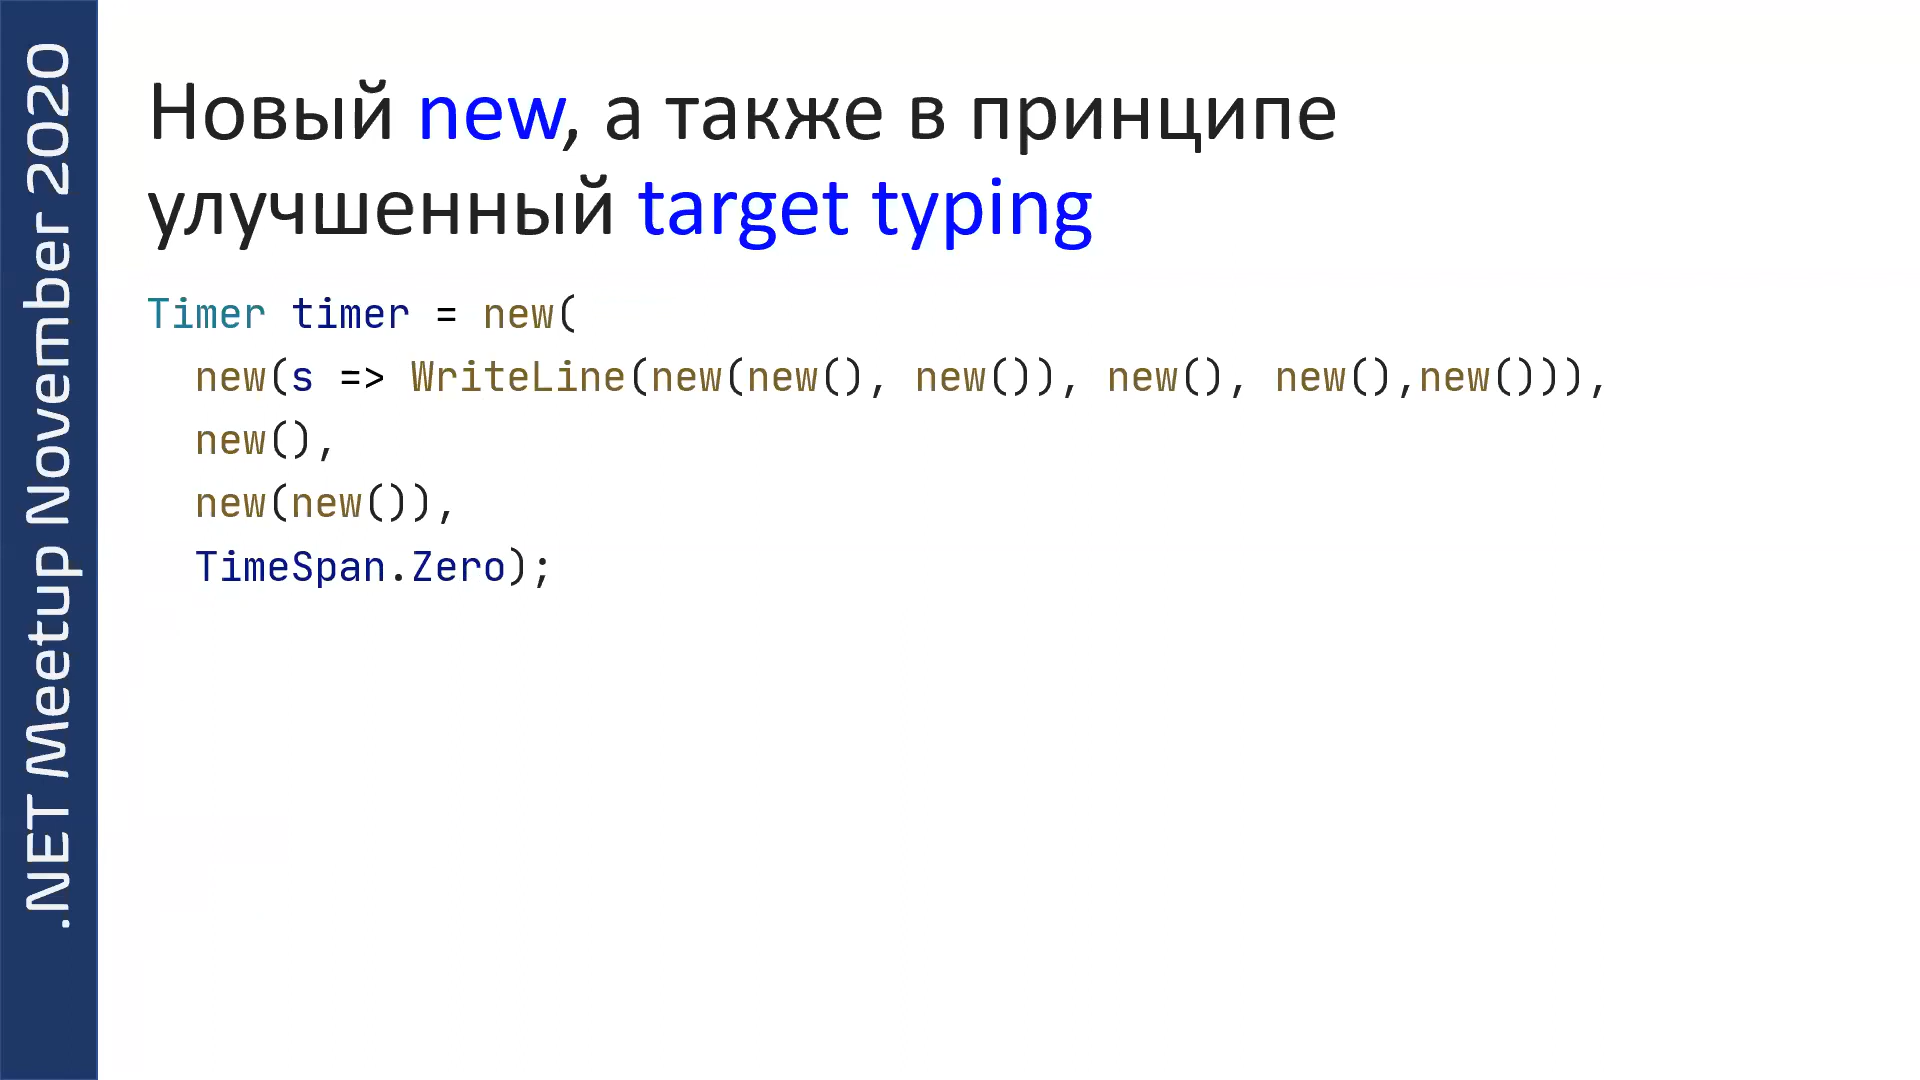 .NET Meetup November 2020
Новый new, а также в принципе
улучшенный target typing
Timer timer = new(
new(s => WriteLine(new(new(), new()), new(), new(),new())),
new(),
new(new()),
TimeSpan.Zero);